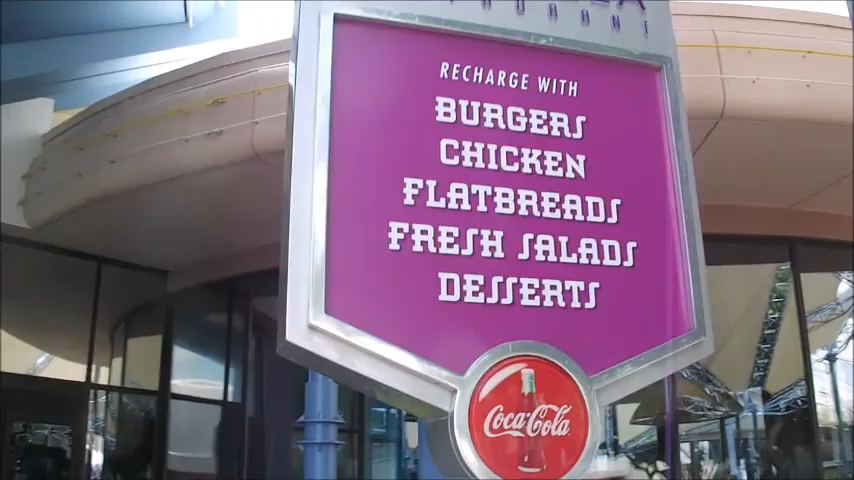 RECHARGE WITH
BURGERS
CHICKEN
FLATBREADS
FRESH SALADS
DESSERTS
Coca-Cola